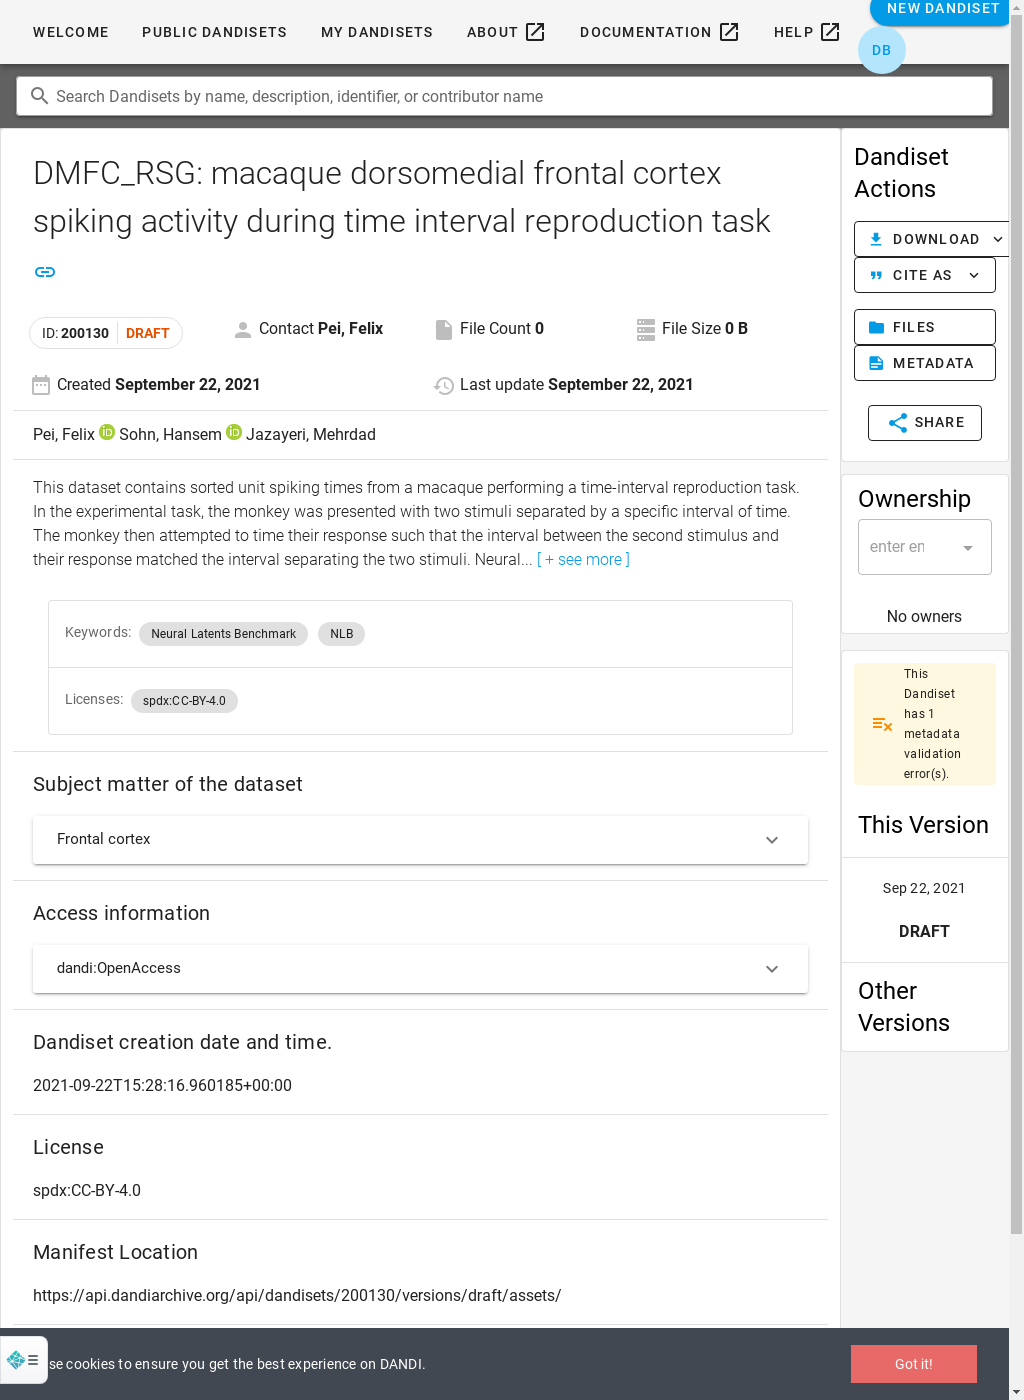 WELCOME PUBLIC DANDISETS MY DANDISETS ABOUT DOCUMENTATION HELP NEW DANDISET
DB
Search Dandisets by name, description, identifier, or contributor name
DMFC_RSG: macaque dorsomedial frontal cortex
spiking activity during time interval reproduction task
ID: 200130 DRAFT
Contact Pei, Felix
File Count 0
File Size 0 B
Created September 22, 2021
Last update September 22, 2021
Pei, Felix Sohn, Hansem Jazayeri, Mehrdad
This dataset contains sorted unit spiking times from a macaque performing a time-interval reproduction task.
In the experimental task, the monkey was presented with two stimuli separated by a specific interval of time.
The monkey then attempted to time their response such that the interval between the second stimulus and
their response matched the interval separating the two stimuli. Neural... [ + see more ]
Keywords: Neural Latents Benchmark NLB
Licenses: spdx:CC-BY-4.0
Subject matter of the dataset
Frontal cortex
Access information
dandi:OpenAccess
Dandiset creation date and time.
2021-09-22T15:28:16.960185+00:00
License
spdx:CC-BY-4.0
Manifest Location
https://api.dandiarchive.org/api/dandisets/200130/versions/draft/assets/
Dandiset
Actions
DOWNLOAD
CITE AS
FILES
METADATA
SHARE
Ownership
enter en
No owners
This
Dandiset
has 1
metadata
validation
error(s).
This Version
Sep 22, 2021
DRAFT
Other
Versions
se cookies to ensure you get the best experience on DANDI.
Got it!